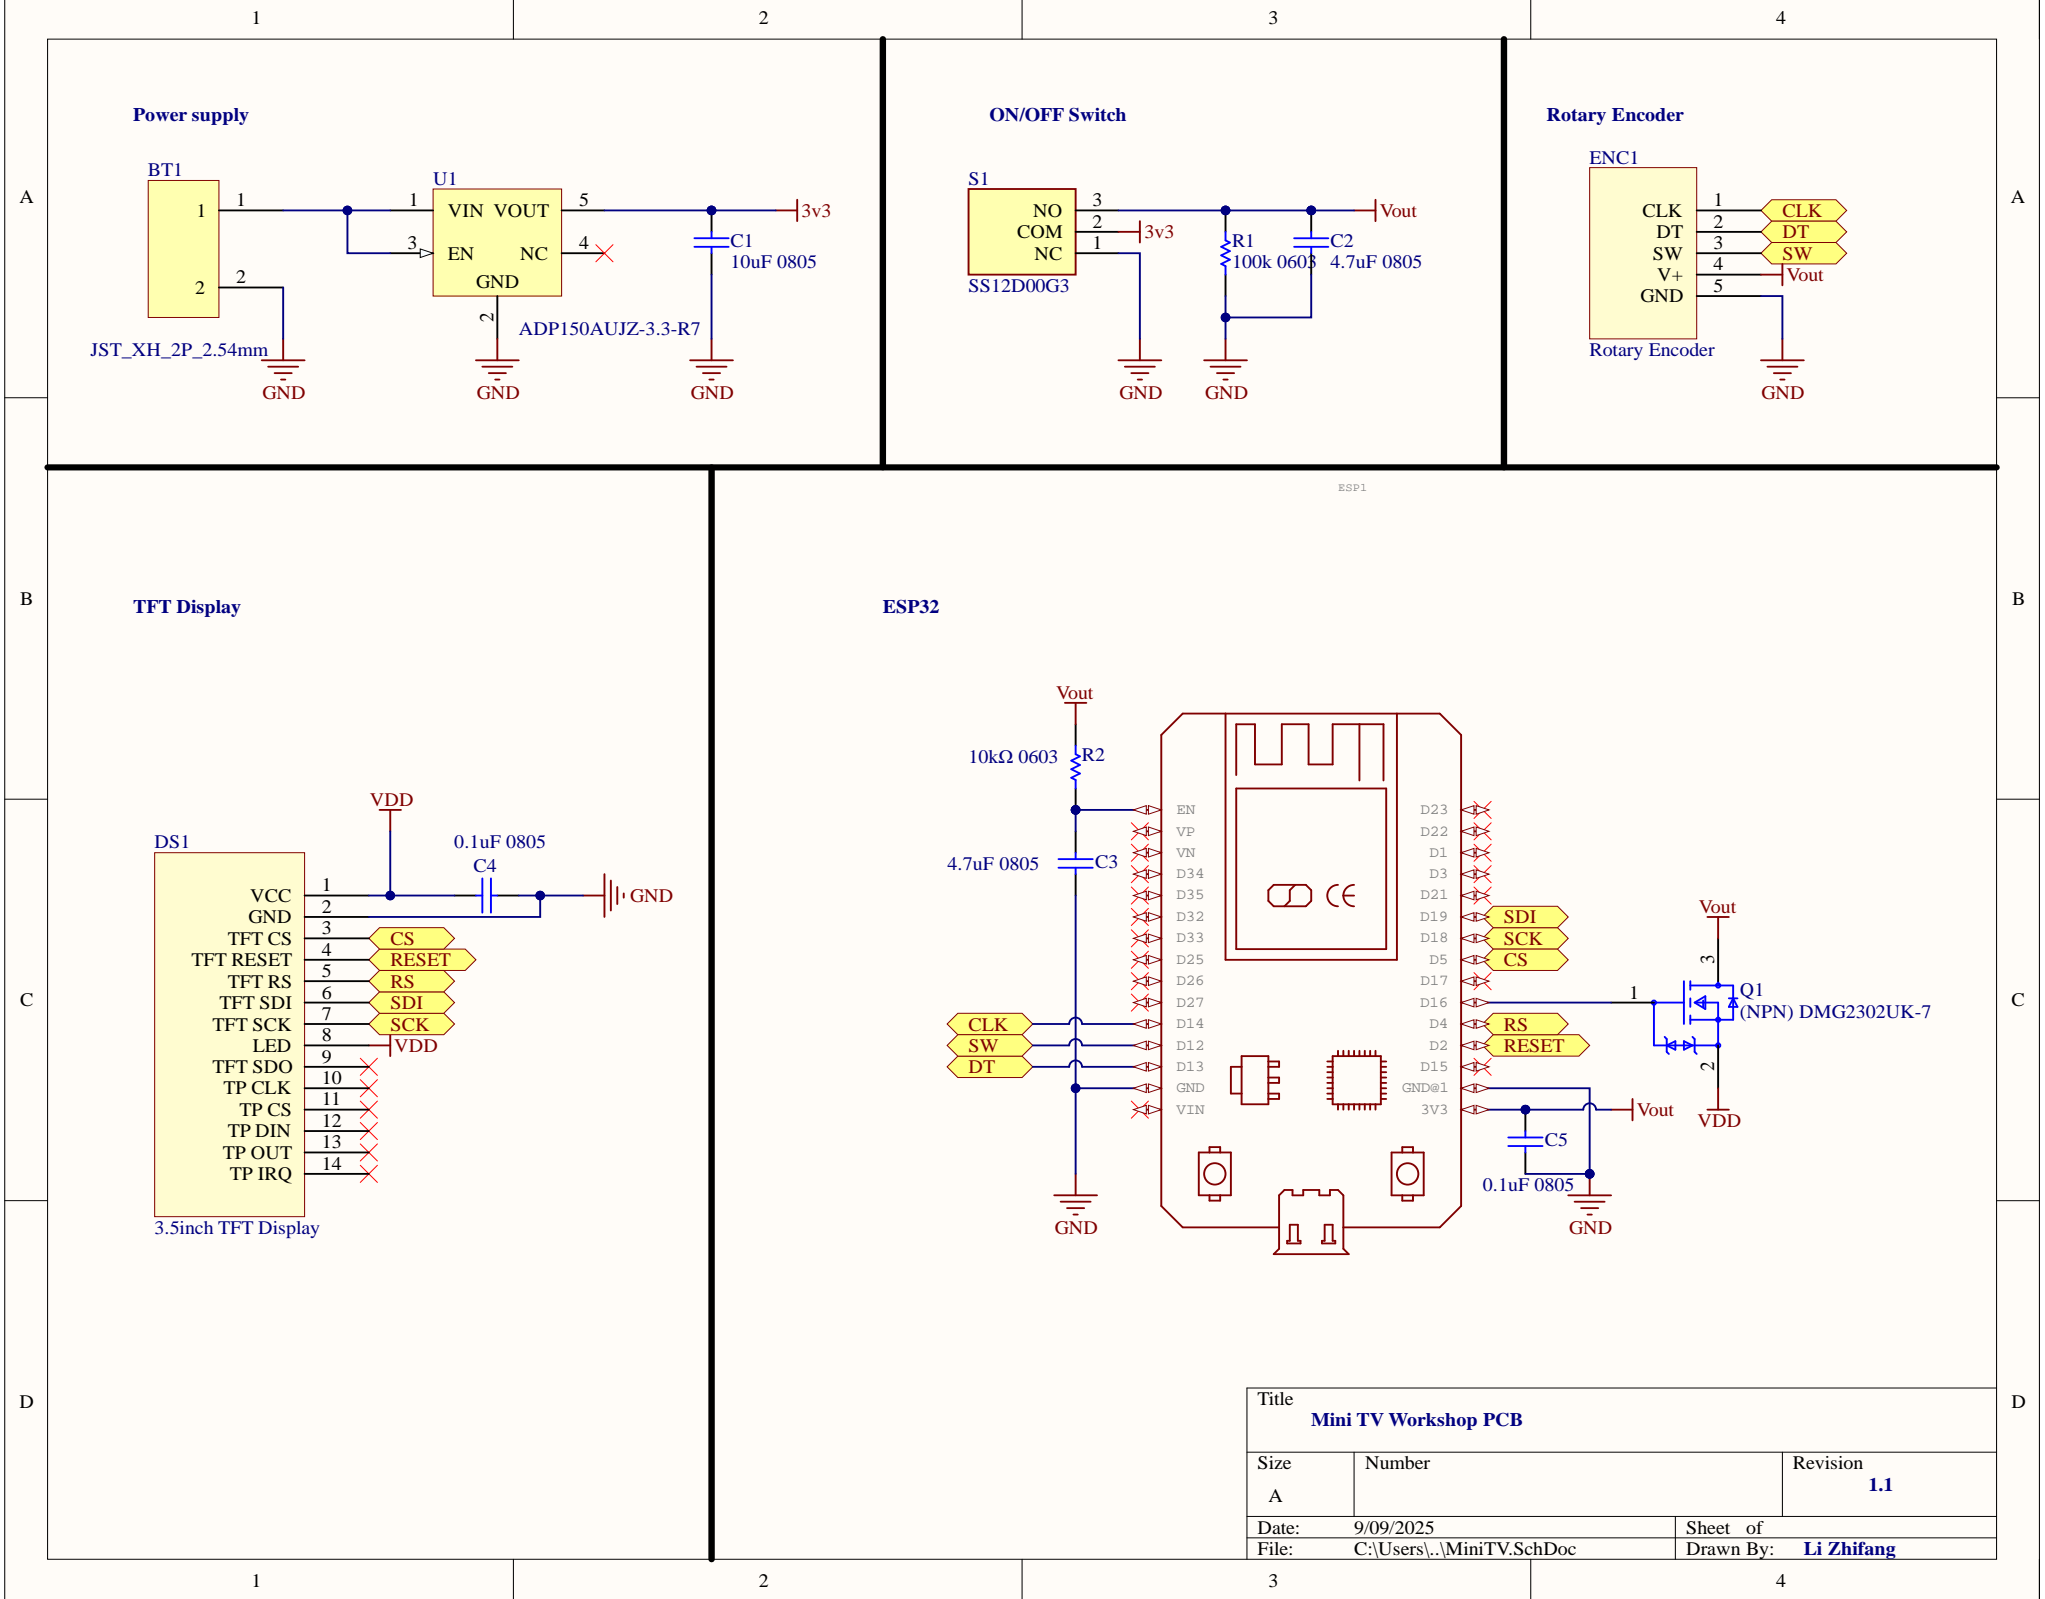 1 2 3 4
A A
B B
C C
D D
Power supply
BT1
1 1
2 2
JST_XH_2P_2.54mm
GND
U1
1 VIN VOUT 5
3 EN NC 4
GND
2
ADP150AUJZ-3.3-R7
GND
3v3
C1
10uF 0805
GND
ON/OFF Switch
S1
NO 3
COM 2
NC 1
SS12D00G3
Vout
3v3
R1
100k 0603
C2
4.7uF 0805
GND
GND
Rotary Encoder
ENC1
CLK 1 CLK
DT 2 DT
SW 3 SW
V+ 4 Vout
GND 5
Rotary Encoder
GND
TFT Display
VDD
DS1
0.1uF 0805
C4
VCC 1
GND 2
GND
TFT CS 3 CS
TFT RESET 4 RESET
TFT RS 5 RS
TFT SDI 6 SDI
TFT SCK 7 SCK
LED 8 VDD
TFT SDO 9
TP CLK 10
TP CS 11
TP DIN 12
TP OUT 13
TP IRQ 14
3.5inch TFT Display
ESP1
ESP32
Vout
10kΩ 0603 R2
4.7uF 0805 C3
CLK
SW
DT
GND
EN
VP
VN
D34
D35
D32
D33
D25
D26
D27
D14
D12
D13
GND
VIN
CE
D23
D22
D1
D3
D21
D19 SDI
D18 SCK
D5 CS
D17
D16
D4 RS
D2 RESET
D15
GND@1
3V3
Vout
C5
0.1uF 0805
GND
Vout
3
1
Q1
(NPN) DMG2302UK-7
2
VDD
Title
Mini TV Workshop PCB
Size
A
Number
Revision
1.1
Date: 9/09/2025
Sheet of
File: C:\Users\..\MiniTV.SchDoc
Drawn By: Li Zhifang
1 2 3 4